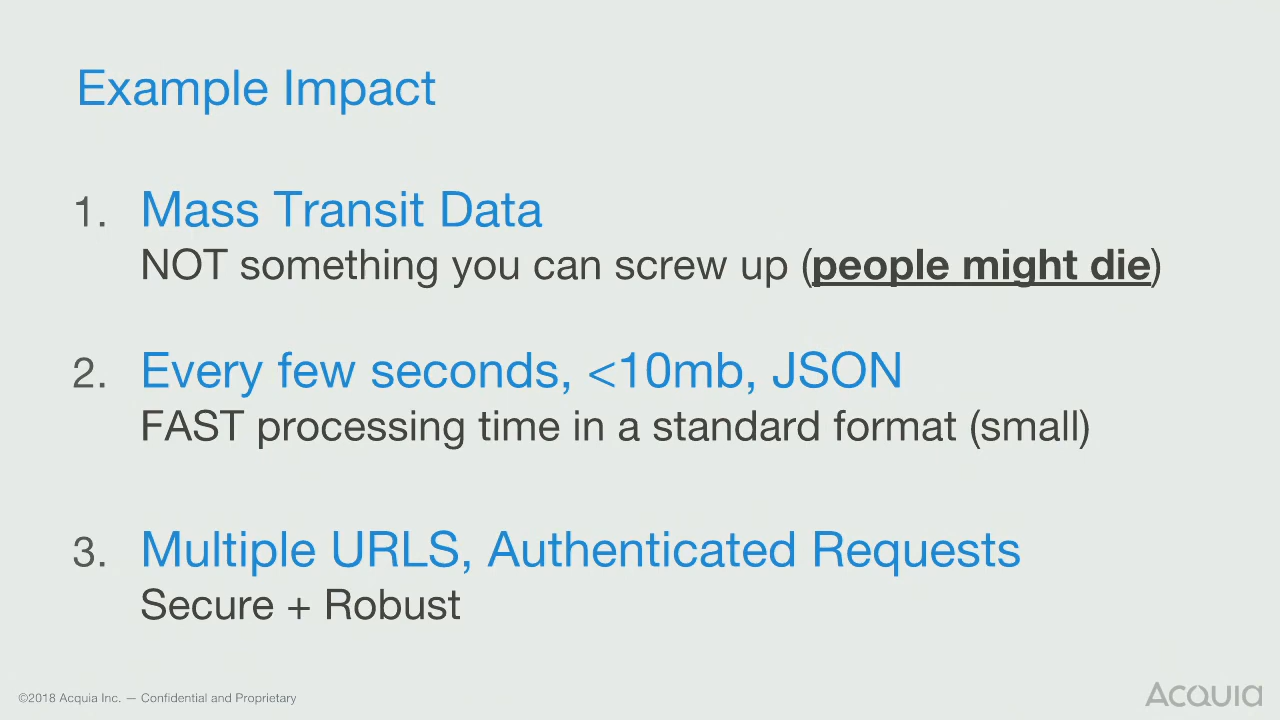 Example Impact
1. Mass Transit Data
NOT something you can screw up (people might die)
2. Every few seconds, <10mb, JSON
FAST processing time in a standard format (small)
3. Multiple URLS, Authenticated Requests
Secure + Robust
©2018 Acquia Inc. — Confidential and Proprietary
Acquia